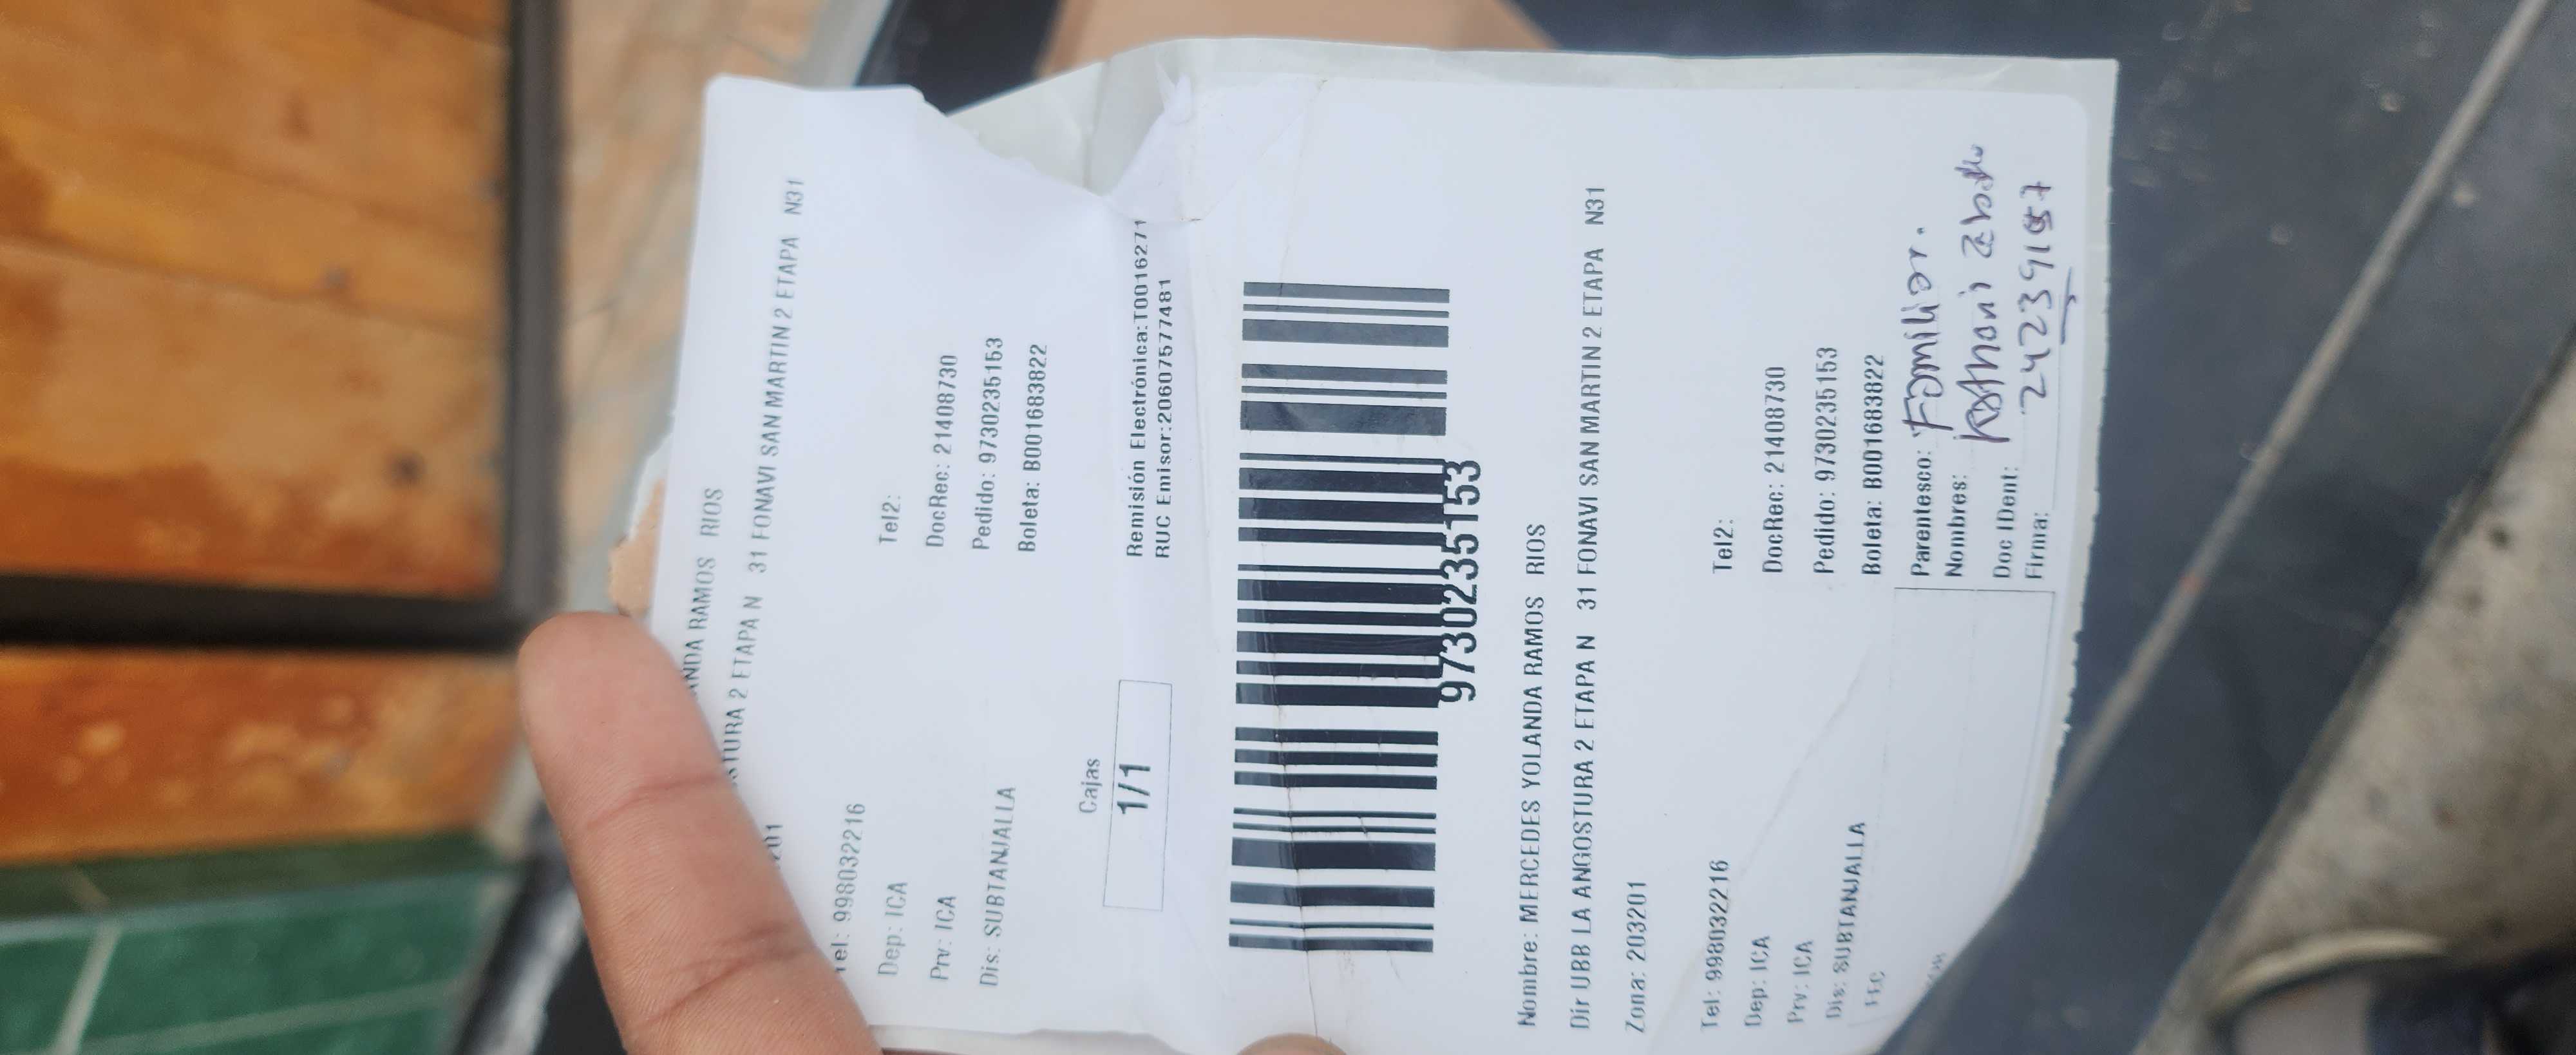 NDA RAMOS RIOS
STURA 2 ETAPA N 31 FONAVI SAN MARTIN 2 ETAPA N31
201
Tel: 998032216 Tel2:
Dep: ICA DocRec: 21408730
Prv: ICA Pedido: 9730235153
Dis: SUBTANJALLA Boleta: B001683822
Cajas
1/1
Remisión Electrónica:T0016271
RUC Emisor:20607577481
9730235153
Nombre: MERCEDES YOLANDA RAMOS RIOS
Dir UBB LA ANGOSTURA 2 ETAPA N 31 FONAVI SAN MARTIN 2 ETAPA N31
Zona: 203201
Tel: 998032216 Tel2:
Dep: ICA DocRec: 21408730
Prv: ICA Pedido: 9730235153
Dis: SUBTANJALLA Boleta: B001683822
FEC
Parentesco: Familiar.
Nombres:
Doc IDent:
Firma: